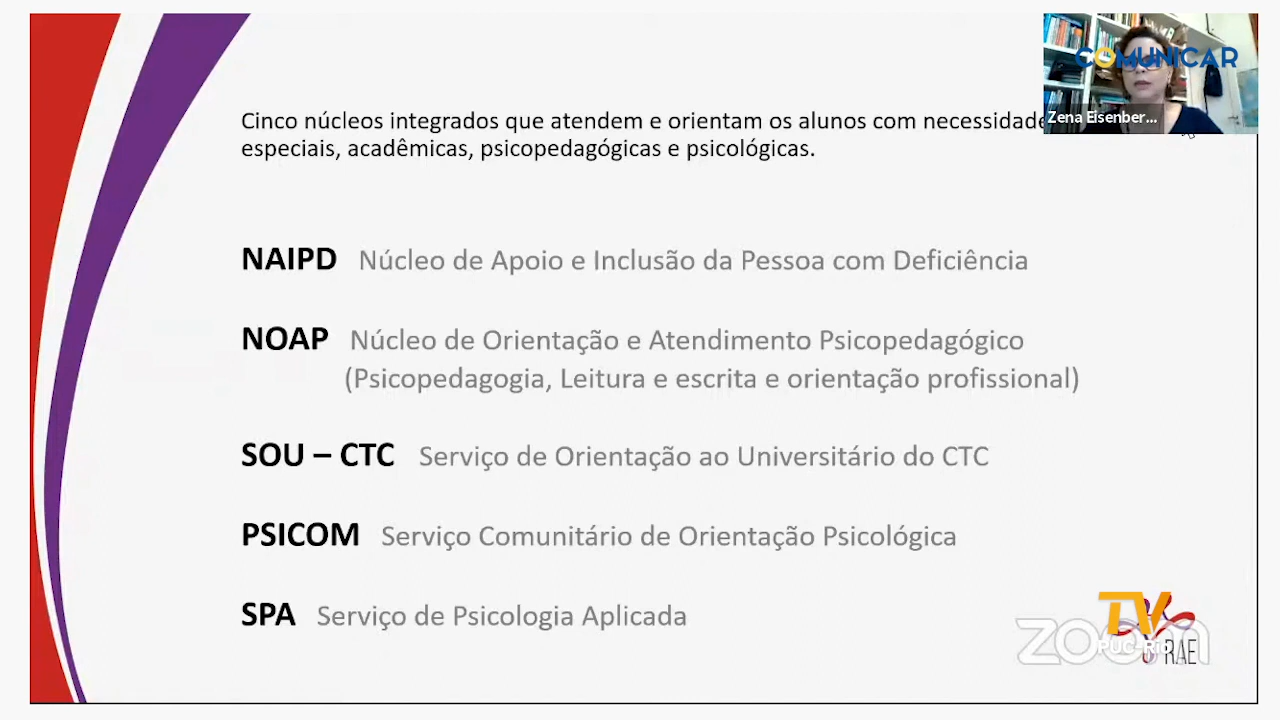 COMUNICAR
Zena Eisenber...
Cinco núcleos integrados que atendem e orientam os alunos com necessidade
especiais, acadêmicas, psicopedagógicas e psicológicas.
NAIPD Núcleo de Apoio e Inclusão da Pessoa com Deficiência
NOAP Núcleo de Orientação e Atendimento Psicopedagógico
(Psicopedagogia, Leitura e escrita e orientação profissional)
SOU – CTC Serviço de Orientação ao Universitário do CTC
PSICOM Serviço Comunitário de Orientação Psicológica
SPA Serviço de Psicologia Aplicada
TV
zoom
PUC-Rio
RAE